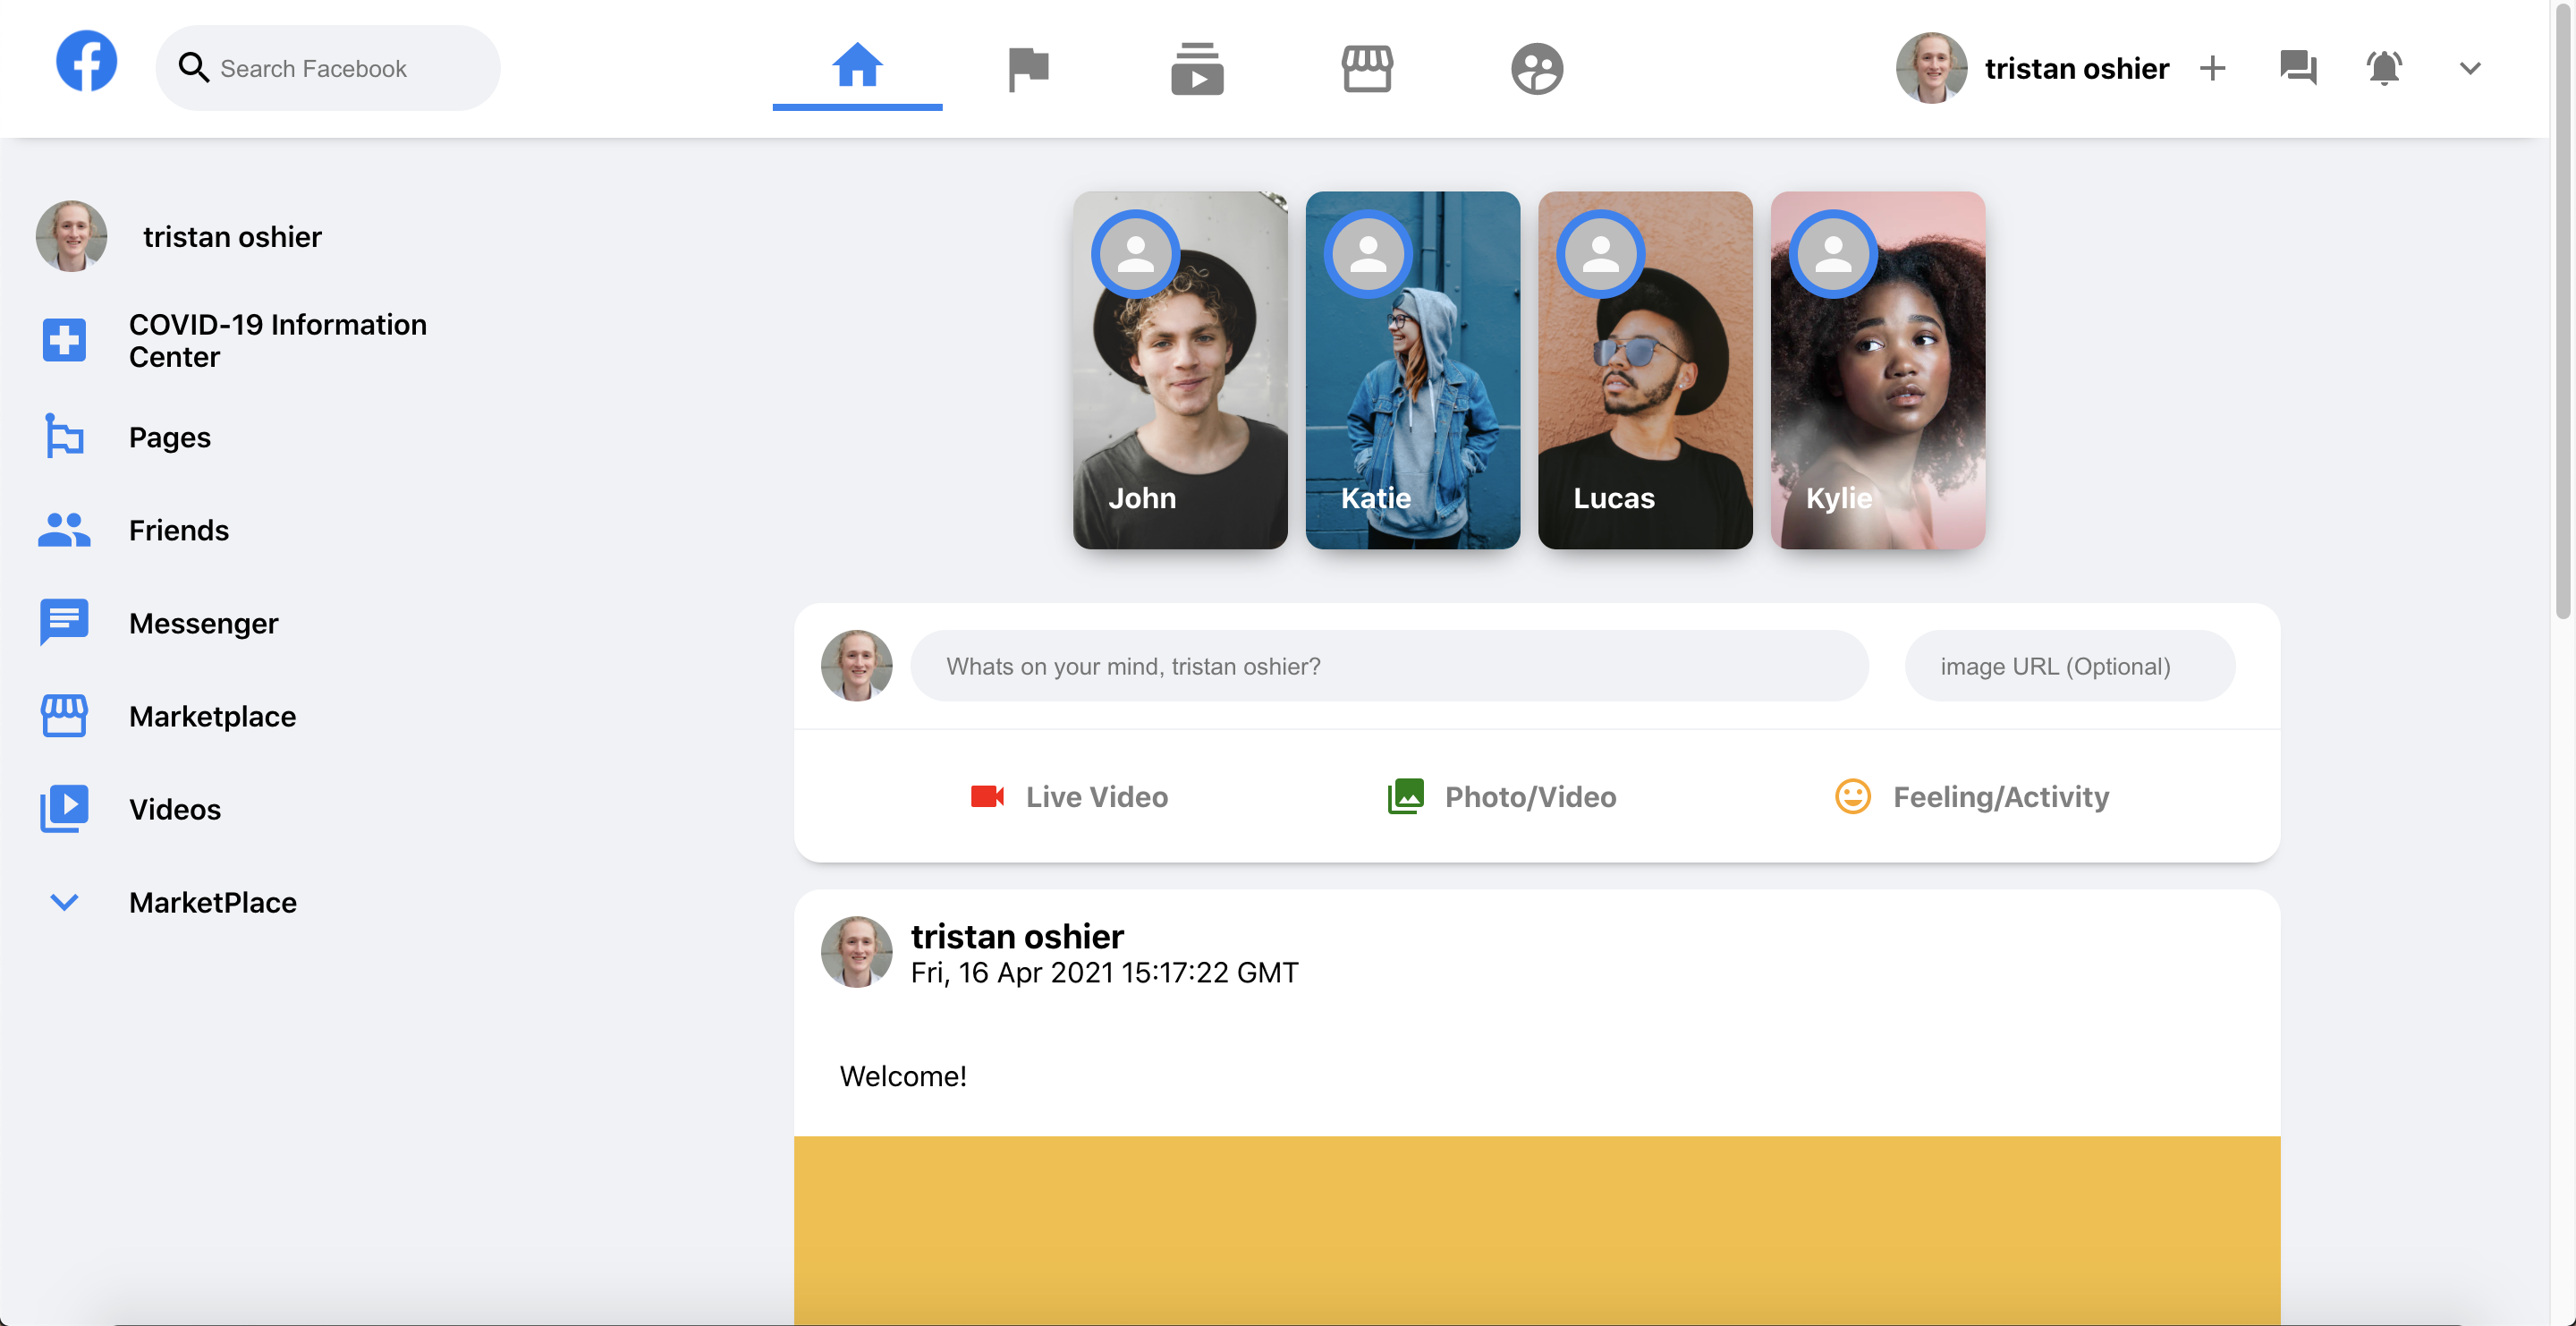 Search Facebook
tristan oshier
tristan oshier
COVID-19 Information
Center
Pages
Friends
Messenger
Marketplace
Videos
MarketPlace
John
Katie
Lucas
Kylie
Whats on your mind, tristan oshier?
image URL (Optional)
Live Video
Photo/Video
Feeling/Activity
tristan oshier
Fri, 16 Apr 2021 15:17:22 GMT
Welcome!